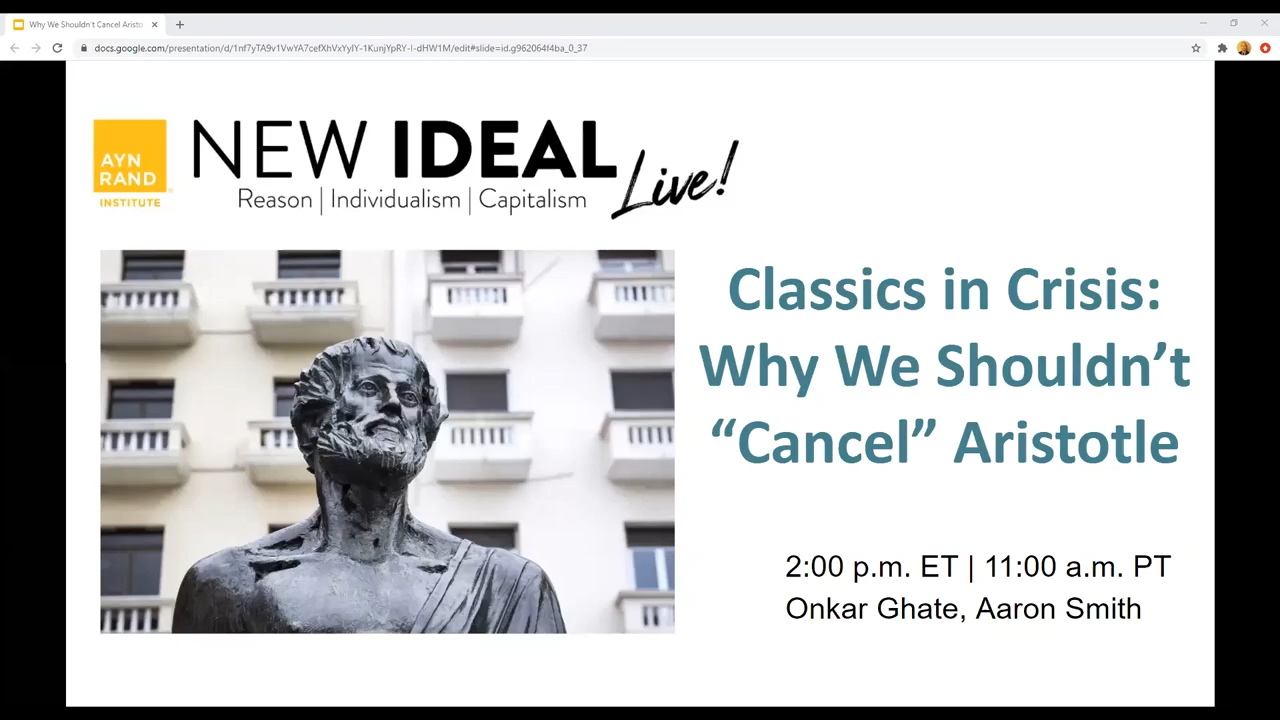 Why We Shouldn't Cancel Aristo
docs.google.com/presentation/d/1nf7yTA9v1VwYA7cefXhVxYyIY-1KunjYpRY-I-dHW1M/edit#slide=id.g962064f4ba_0_37
AYN
RAND
INSTITUTE
NEW IDEAL Live!
Reason | Individualism | Capitalism
Classics in Crisis:
Why We Shouldn’t
“Cancel” Aristotle
2:00 p.m. ET | 11:00 a.m. PT
Onkar Ghate, Aaron Smith